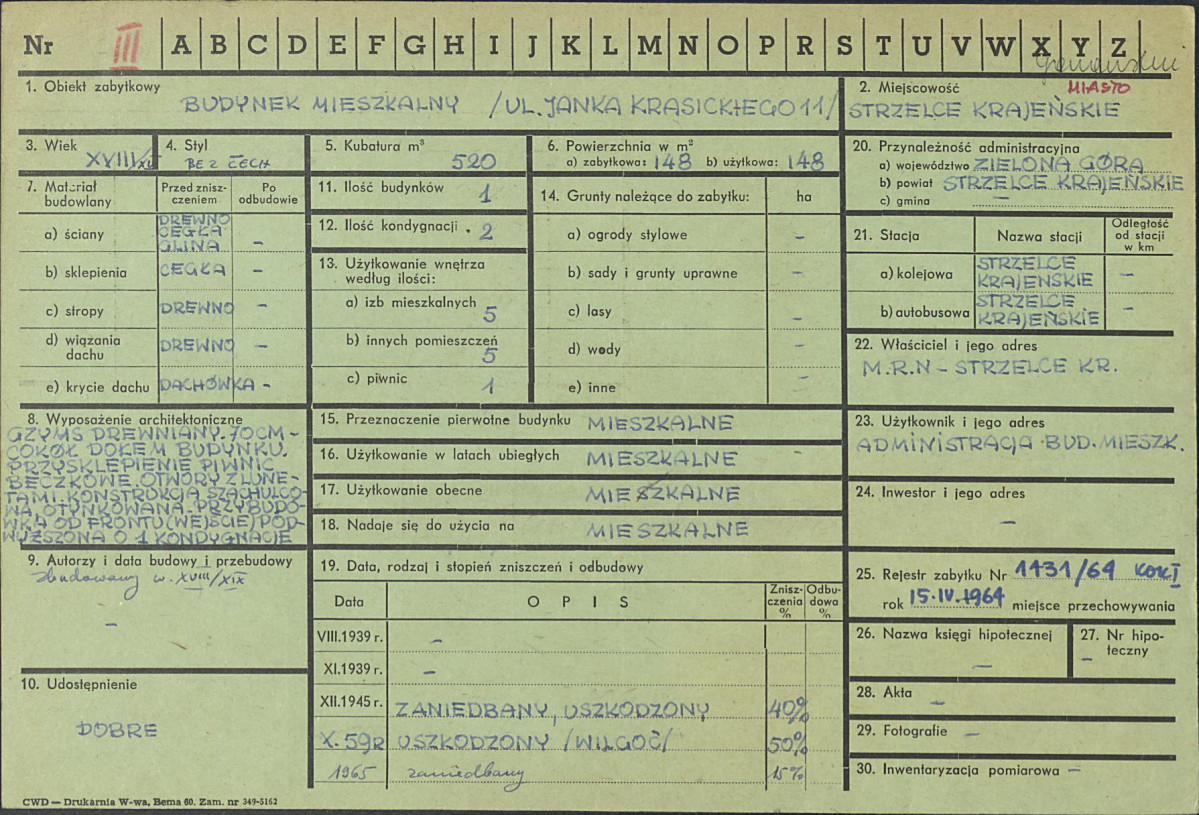 Nr III A B C D E F G H I J K L M N O P R S T U V W X Y Z
1. Obiekt zabytkowy
BUDYNEK MIESZKALNY /UL. JANKA KRASICKIEGO 11/
2. Miejscowość MIASTO
STRZELCE KRAJEŃSKIE
3. Wiek
XVIII/XIX
4. Styl
BEZ CECH
5. Kubatura m³
520
6. Powierzchnia w m²
a) zabytkowa: 148 b) użytkowa: 148
20. Przynależność administracyjna
a) województwo ZIELONA GÓRA
b) powiat STRZELCE KRAJEŃSKIE
c) gmina –
7. Materiał budowlany
Przed zniszczeniem
Po odbudowie
a) ściany DREWNO CEGŁA GLINA –
b) sklepienia CEGŁA –
c) stropy DREWNO –
d) wiązania dachu DREWNO –
e) krycie dachu DACHÓWKA –
11. Ilość budynków 1
12. Ilość kondygnacji . 2
13. Użytkowanie wnętrza
według ilości:
a) izb mieszkalnych 5
b) innych pomieszczeń 5
c) piwnic 1
14. Grunty należące do zabytku: ha
a) ogrody stylowe –
b) sady i grunty uprawne –
c) lasy –
d) wody –
e) inne –
21. Stacja Nazwa stacji Odległość od stacji w km
a) kolejowa STRZELCE KRAJEŃSKIE –
b) autobusowa STRZELCE KRAJEŃSKIE –
22. Właściciel i jego adres
M.R.N – STRZELCE KR.
8. Wyposażenie architektoniczne
GZYMS DREWNIANY. 70CM –
COKÓŁ DOŁEM BUDYNKU.
PRZYSKLEPIENIE PIWNIC
BECZKOWE. OTWORY Z LUNE-
TAMI. KONSTRUKCJA SZACHULCO-
WA, OTYNKOWANA. PRZYBUDÓ-
WKA OD FRONTU (WEJŚCIE) POD-
WYŻSZONA O 1 KONDYGNACJE
15. Przeznaczenie pierwotne budynku MIESZKALNE
16. Użytkowanie w latach ubiegłych MIESZKALNE
17. Użytkowanie obecne MIESZKALNE
18. Nadaje się do użycia na MIESZKALNE
23. Użytkownik i jego adres
ADMINISTRACJA BUD. MIESZK.
24. Inwestor i jego adres
–
9. Autorzy i data budowy i przebudowy
zbudowany w. XVIII/XIX
–
10. Udostępnienie
DOBRE
19. Data, rodzaj i stopień zniszczeń i odbudowy
Data OPIS Zniszczenia % Odbudowa %
VIII.1939 r. –
XI.1939 r. –
XII.1945 r. ZANIEDBANY, USZKODZONY 40%
X. 59R USZKODZONY /WILGOĆ/ 50%
1965 zaniedbany 15%
25. Rejestr zabytku Nr 1131/64 KOK I
rok 15.IV.1964 miejsce przechowywania
26. Nazwa księgi hipotecznej
–
27. Nr hipoteczny
–
28. Akta –
29. Fotografie –
30. Inwentaryzacja pomiarowa –
CWD — Drukarnia W-wa, Bema 60. Zam. nr 349-5162